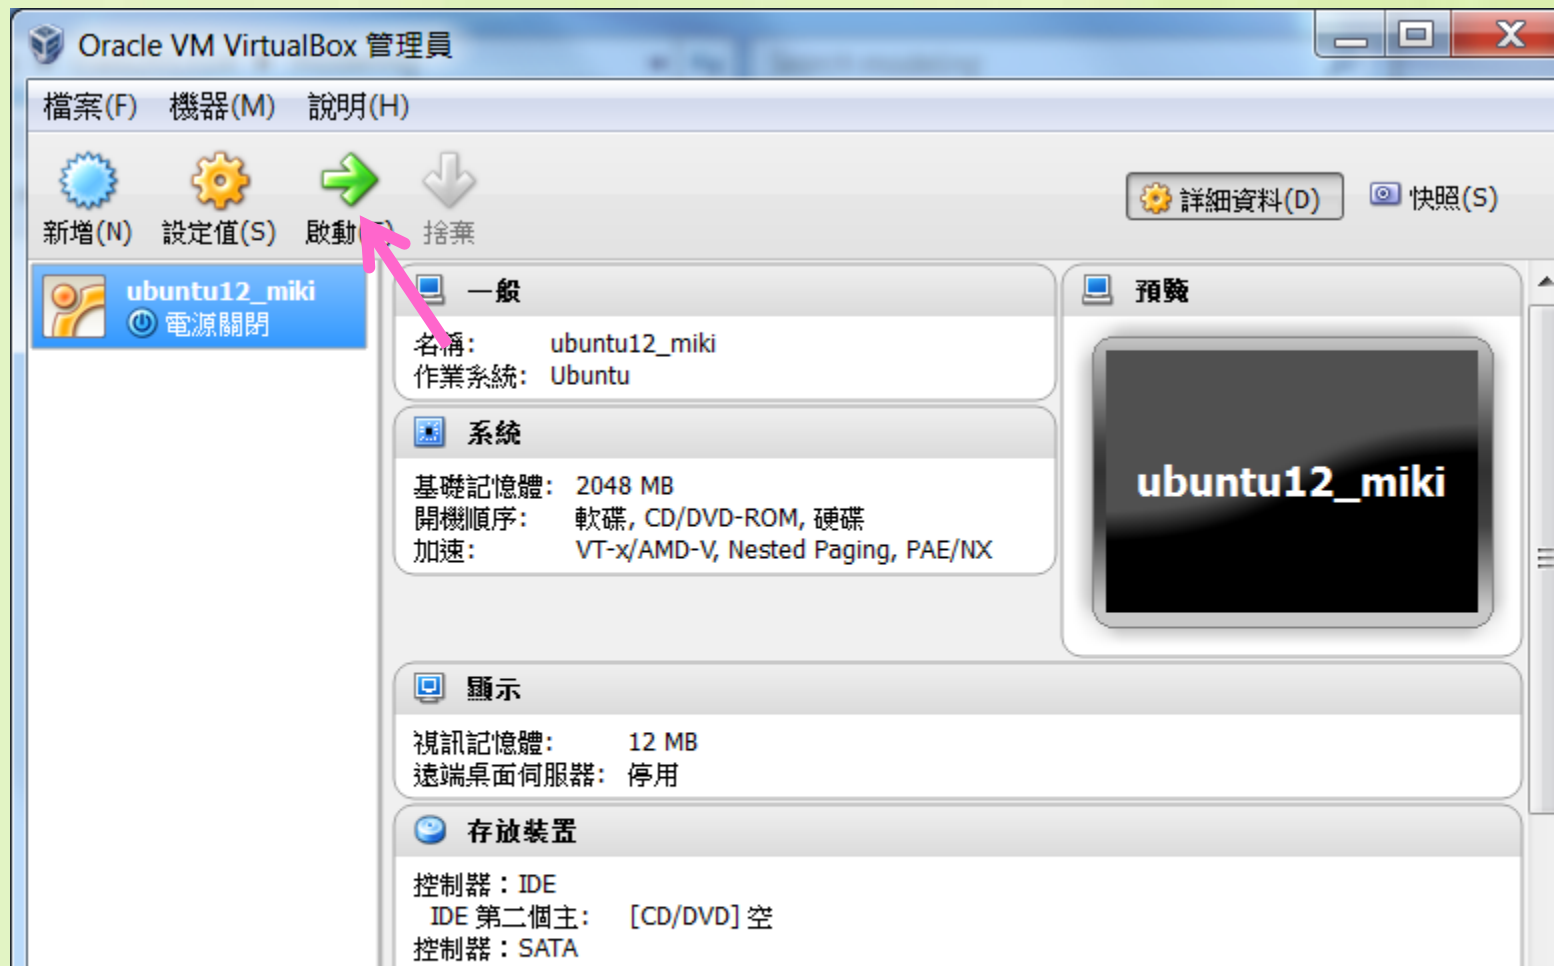 Oracle VM VirtualBox 管理員
檔案(F) 機器(M) 說明(H)
新增(N) 設定值(S) 啟動 捨棄 詳細資料(D) 快照(S)
ubuntu12_miki
電源關閉
一般
名稱: ubuntu12_miki
作業系統: Ubuntu
預覽
ubuntu12_miki
系統
基礎記憶體: 2048 MB
開機順序: 軟碟, CD/DVD-ROM, 硬碟
加速: VT-x/AMD-V, Nested Paging, PAE/NX
顯示
視訊記憶體: 12 MB
遠端桌面伺服器: 停用
存放裝置
控制器：IDE
IDE 第二個主: [CD/DVD] 空
控制器：SATA